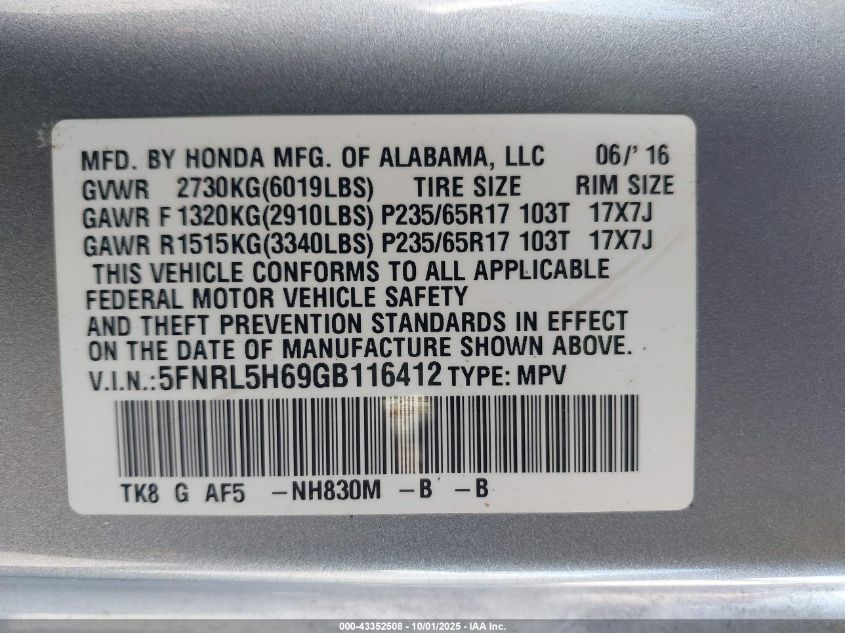 MFD. BY HONDA MFG. OF ALABAMA, LLC 06/' 16
GVWR 2730KG(6019LBS) TIRE SIZE RIM SIZE
GAWR F 1320KG(2910LBS) P235/65R17 103T 17X7J
GAWR R1515KG(3340LBS) P235/65R17 103T 17X7J
THIS VEHICLE CONFORMS TO ALL APPLICABLE
FEDERAL MOTOR VEHICLE SAFETY
AND THEFT PREVENTION STANDARDS IN EFFECT
ON THE DATE OF MANUFACTURE SHOWN ABOVE.
V.I.N.:5FNRL5H69GB116412 TYPE: MPV
TK8 G AF5 -NH830M -B -B
000-43352508 - 10/01/2025 - IAA Inc.